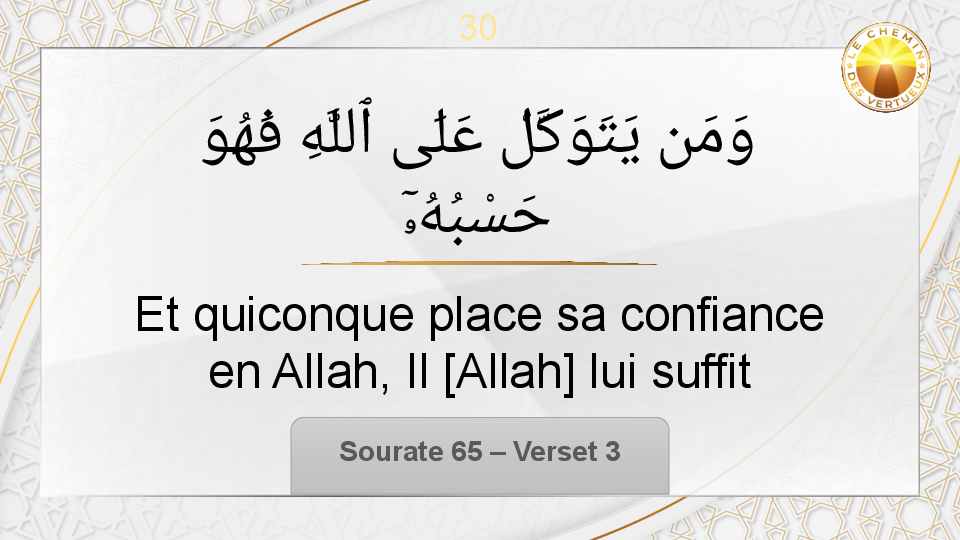 30
LE CHEMIN
DES VERTUEUX
وَمَن يَتَوَكَّلْ عَلَى ٱللَّهِ فَهُوَ
حَسْبُهُۥٓ
Et quiconque place sa confiance
en Allah, Il [Allah] lui suffit
Sourate 65 – Verset 3